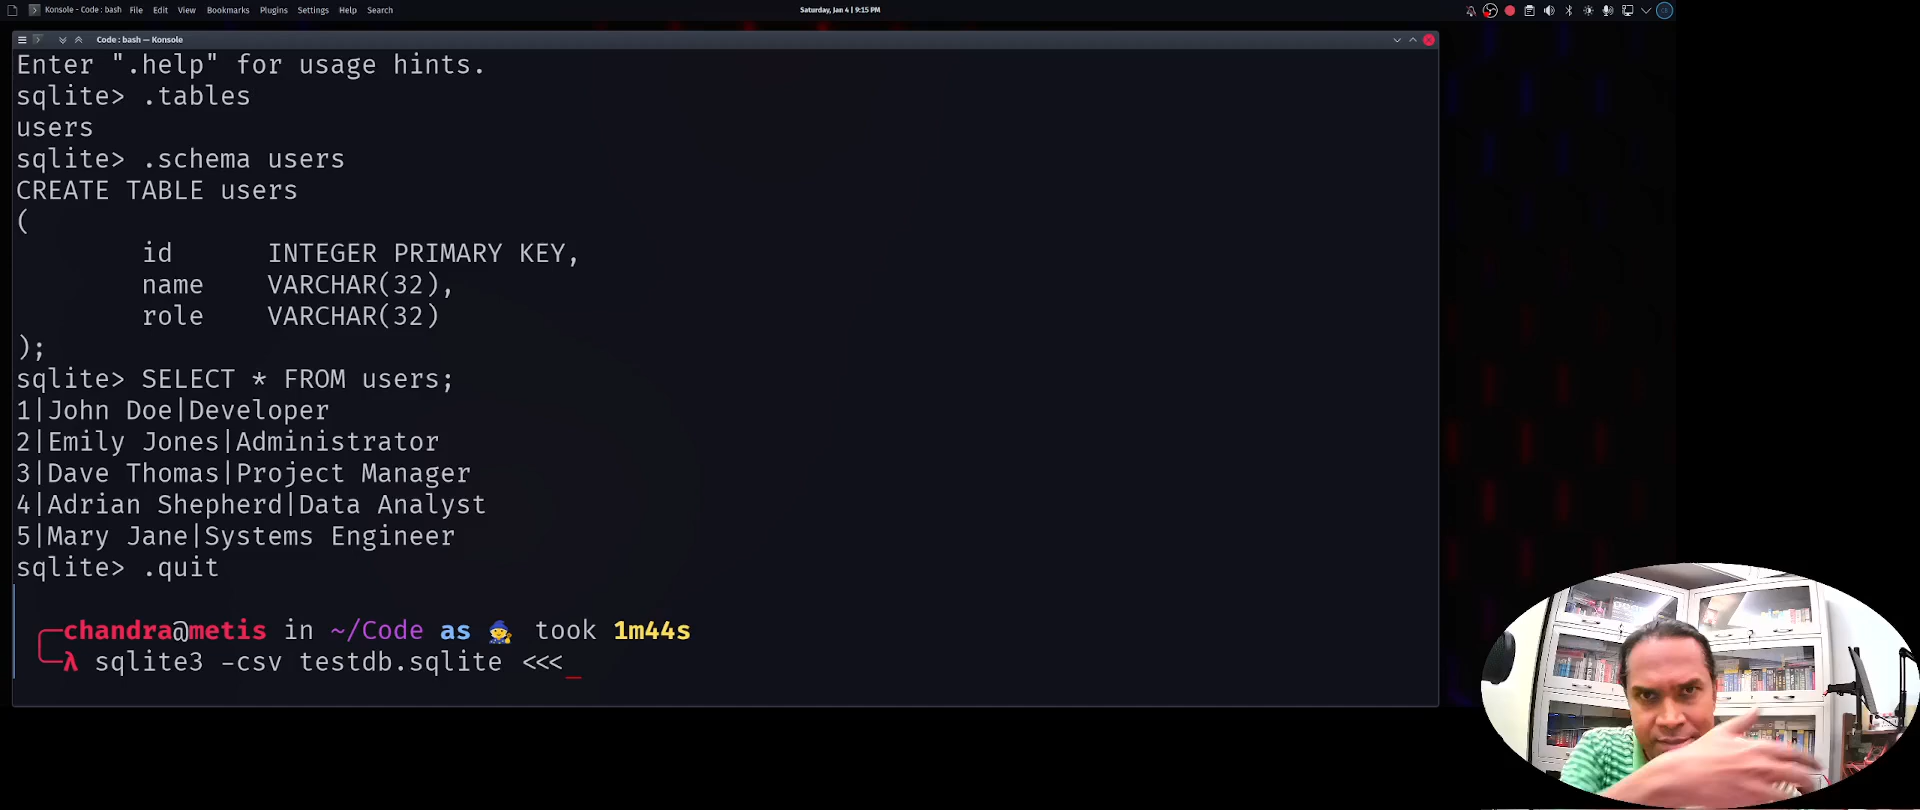 Konsole - Code : bash File Edit View Bookmarks Plugins Settings Help Search Saturday, Jan 4 | 9:15 PM
Code : bash — Konsole
Enter ".help" for usage hints.
sqlite> .tables
users
sqlite> .schema users
CREATE TABLE users
(
id INTEGER PRIMARY KEY,
name VARCHAR(32),
role VARCHAR(32)
);
sqlite> SELECT * FROM users;
1|John Doe|Developer
2|Emily Jones|Administrator
3|Dave Thomas|Project Manager
4|Adrian Shepherd|Data Analyst
5|Mary Jane|Systems Engineer
sqlite> .quit
chandra@metis in ~/Code as 🧙 took 1m44s
λ sqlite3 -csv testdb.sqlite <<<_